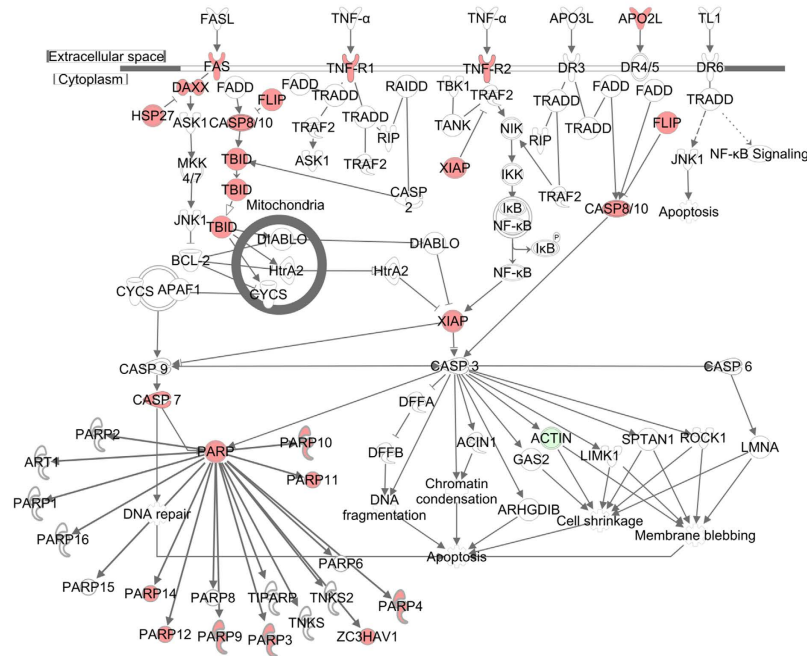 FASL
TNF-α
TNF-α
APO3L
APO2L
TL1
Extracellular space
FAS
TNF-R1
TNF-R2
DR3
DR4/5
DR6
Cytoplasm
DAXX
FADD
FADD
TRADD
RAIDD
TBK1
TRAF2
TRADD
FADD
FADD
TRADD
HSP27
ASK1
FLIP
CASP8/10
TRAF2
TRADD
RIP
TANK
NIK
RIP
TRADD
FLIP
MKK
4/7
TBID
ASK1
TRAF2
XIAP
IKK
JNK1
NF-κB Signaling
TBID
CASP
2
TRAF2
CASP8/10
Apoptosis
JNK1
TBID
Mitochondria
IκB
NF-κB
BCL-2
DIABLO
DIABLO
IκB
P
HtrA2
HtrA2
NF-κB
CYCS
APAF1
CYCS
XIAP
CASP 9
CASP 3
CASP 6
CASP 7
DFFA
PARP2
PARP
PARP10
DFFB
ACIN1
ACTIN
SPTAN1
ROCK1
ART1
GAS2
LIMK1
LMNA
PARP11
Chromatin
condensation
PARP1
DNA repair
DNA
fragmentation
ARHGDIB
Cell shrinkage
PARP16
Membrane blebbing
Apoptosis
PARP6
PARP15
PARP14
PARP8
TIPARP
TNKS2
PARP4
TNKS
PARP12
PARP9
PARP3
ZC3HAV1